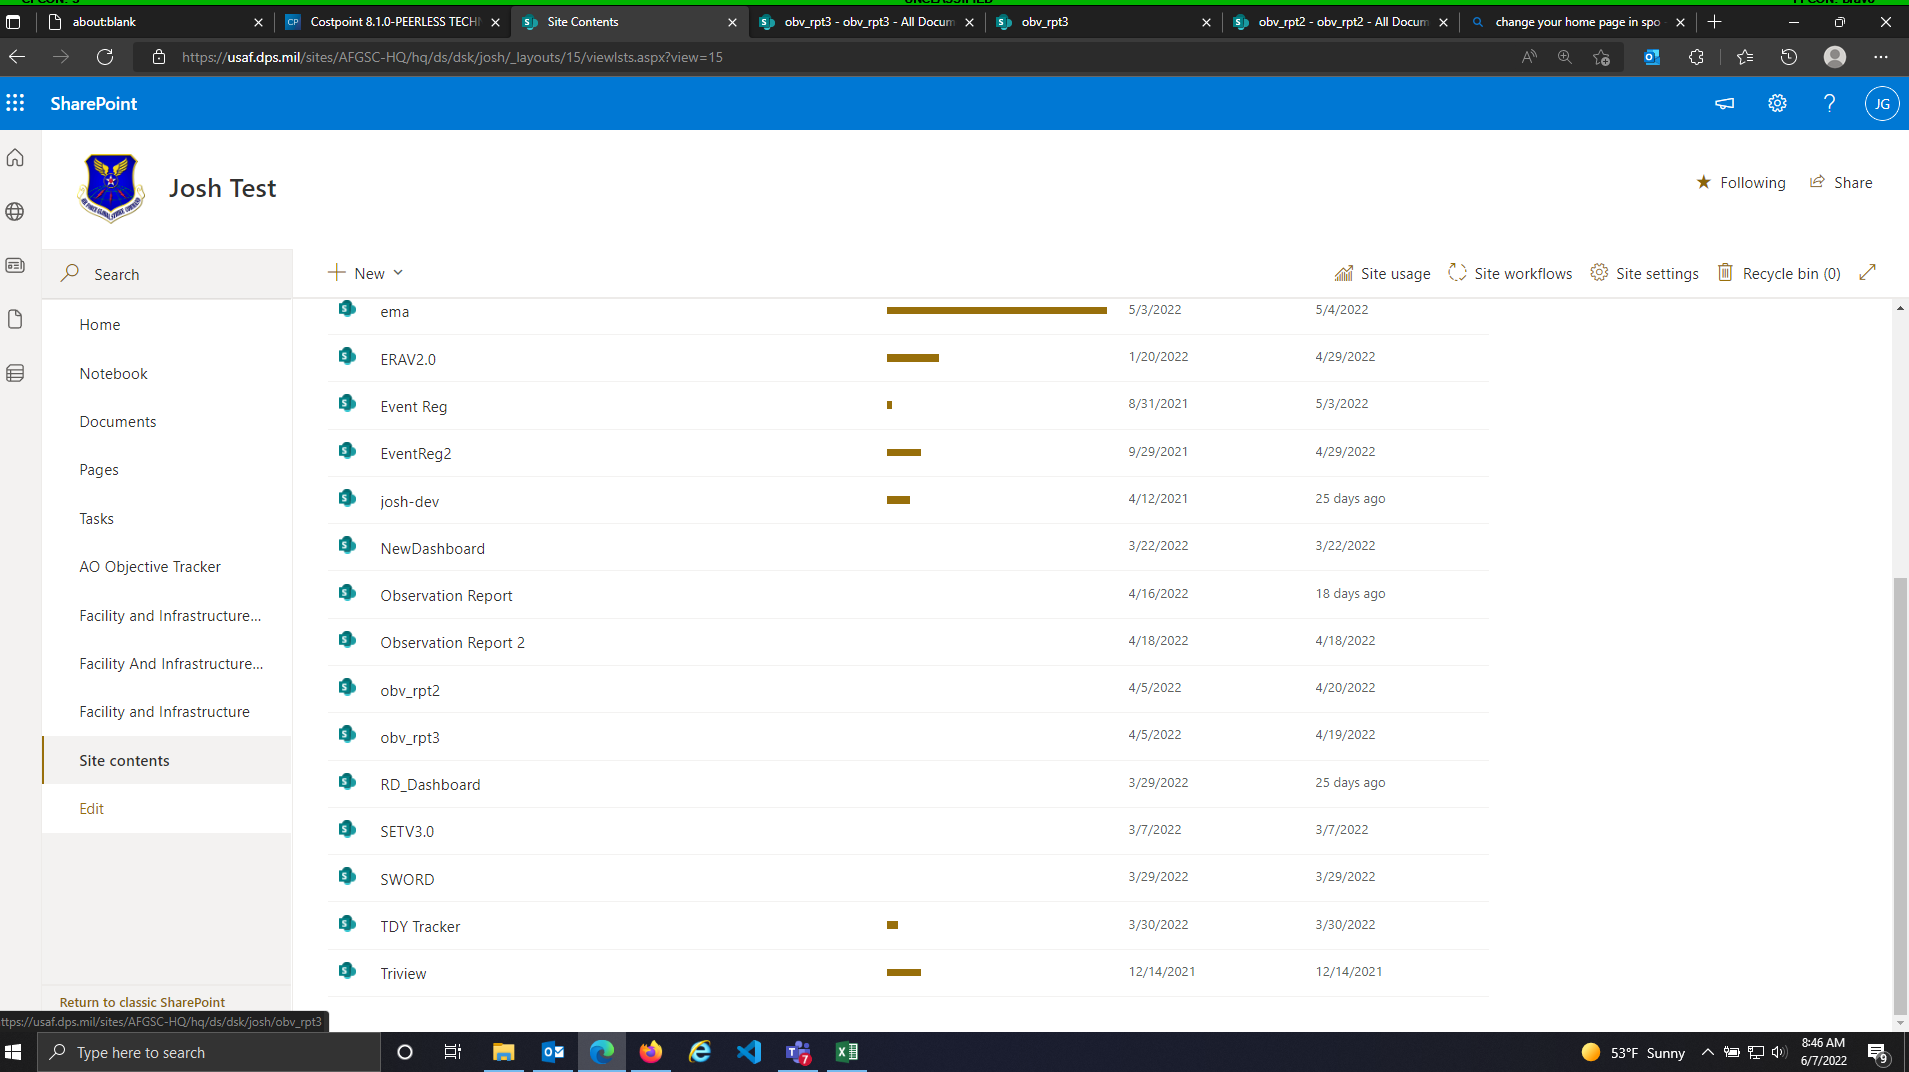 UNCLASSIFIED
about:blank
Costpoint 8.1.0-PEERLESS TECHN
Site Contents
obv_rpt3 - obv_rpt3 - All Docum
obv_rpt3
obv_rpt2 - obv_rpt2 - All Docum
change your home page in spo
https://usaf.dps.mil/sites/AFGSC-HQ/hq/ds/dsk/josh/_layouts/15/viewlsts.aspx?view=15
SharePoint
JG
Josh Test
Following
Share
Search
New
Site usage
Site workflows
Site settings
Recycle bin (0)
Home
Notebook
Documents
Pages
Tasks
AO Objective Tracker
Facility and Infrastructure...
Facility And Infrastructure...
Facility and Infrastructure
Site contents
Edit
Return to classic SharePoint
ema 5/3/2022 5/4/2022
ERAV2.0 1/20/2022 4/29/2022
Event Reg 8/31/2021 5/3/2022
EventReg2 9/29/2021 4/29/2022
josh-dev 4/12/2021 25 days ago
NewDashboard 3/22/2022 3/22/2022
Observation Report 4/16/2022 18 days ago
Observation Report 2 4/18/2022 4/18/2022
obv_rpt2 4/5/2022 4/20/2022
obv_rpt3 4/5/2022 4/19/2022
RD_Dashboard 3/29/2022 25 days ago
SETV3.0 3/7/2022 3/7/2022
SWORD 3/29/2022 3/29/2022
TDY Tracker 3/30/2022 3/30/2022
Triview 12/14/2021 12/14/2021
ttps://usaf.dps.mil/sites/AFGSC-HQ/hq/ds/dsk/josh/obv_rpt3
Type here to search
7
53°F Sunny
8:46 AM
6/7/2022
9